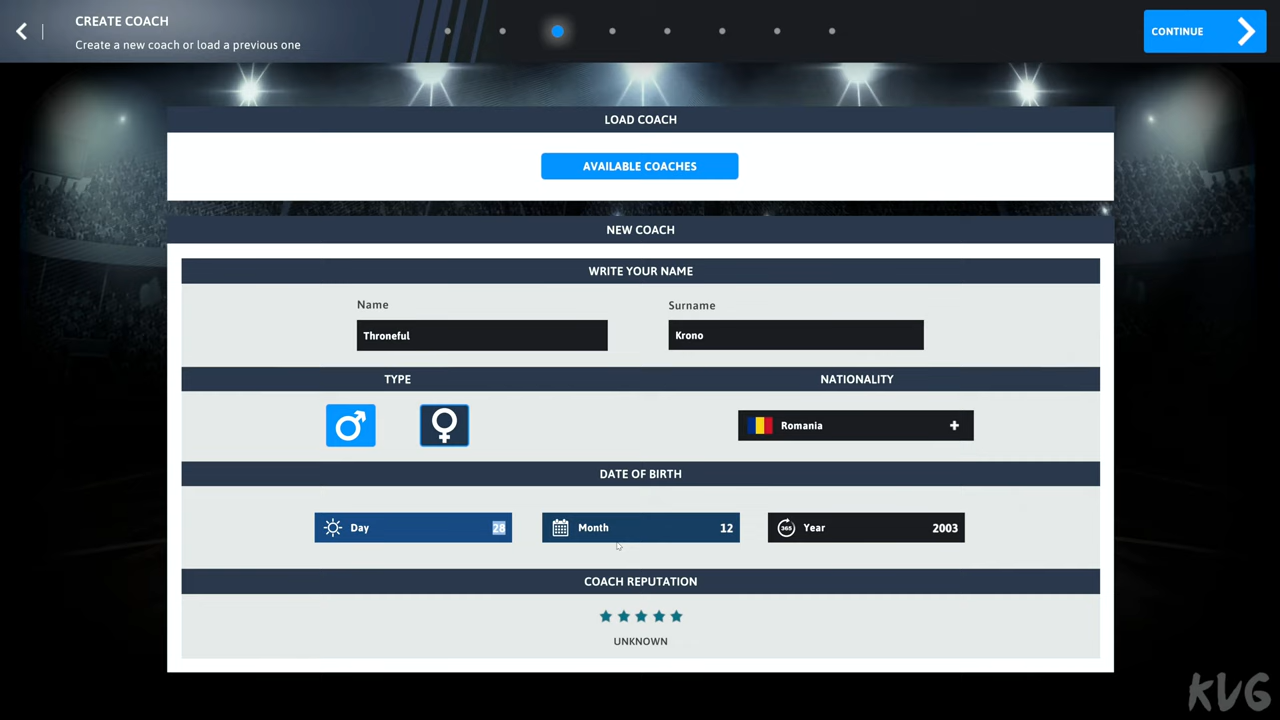 CREATE COACH
Create a new coach or load a previous one
CONTINUE
LOAD COACH
AVAILABLE COACHES
NEW COACH
WRITE YOUR NAME
Name
Surname
Throneful
Krono
TYPE
NATIONALITY
Romania
DATE OF BIRTH
Day 28
Month 12
365 Year 2003
COACH REPUTATION
UNKNOWN
KVG